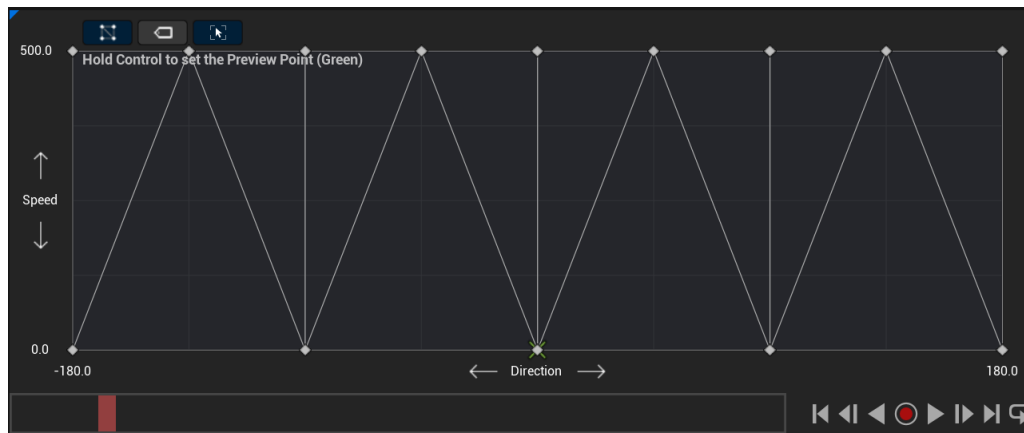 500.0
Hold Control to set the Preview Point (Green)
Speed
0.0
-180.0
Direction
180.0